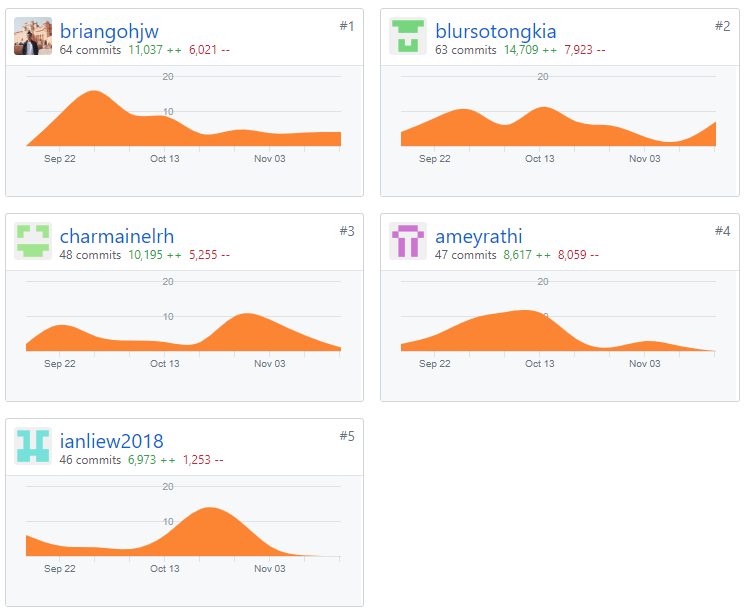 briangohjw #1
64 commits 11,037 ++ 6,021 --
20
10
Sep 22 Oct 13 Nov 03
blursotongkia #2
63 commits 14,709 ++ 7,923 --
20
10
Sep 22 Oct 13 Nov 03
charmainelrh #3
48 commits 10,195 ++ 5,255 --
20
10
Sep 22 Oct 13 Nov 03
ameyrathi #4
47 commits 8,617 ++ 8,059 --
20
10
Sep 22 Oct 13 Nov 03
ianliew2018 #5
46 commits 6,973 ++ 1,253 --
20
10
Sep 22 Oct 13 Nov 03